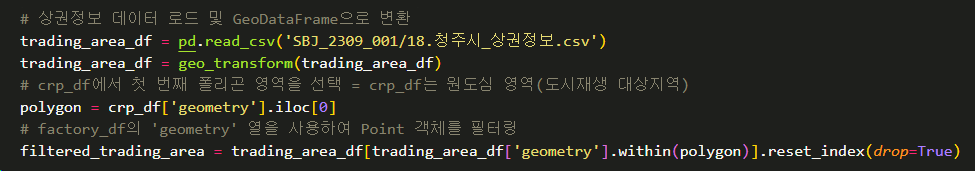 # 상권정보 데이터 로드 및 GeoDataFrame으로 변환
trading_area_df = pd.read_csv('SBJ_2309_001/18.청주시_상권정보.csv')
trading_area_df = geo_transform(trading_area_df)
# crp_df에서 첫 번째 폴리곤 영역을 선택 = crp_df는 원도심 영역(도시재생 대상지역)
polygon = crp_df['geometry'].iloc[0]
# factory_df의 'geometry' 열을 사용하여 Point 객체를 필터링
filtered_trading_area = trading_area_df[trading_area_df['geometry'].within(polygon)].reset_index(drop=True)